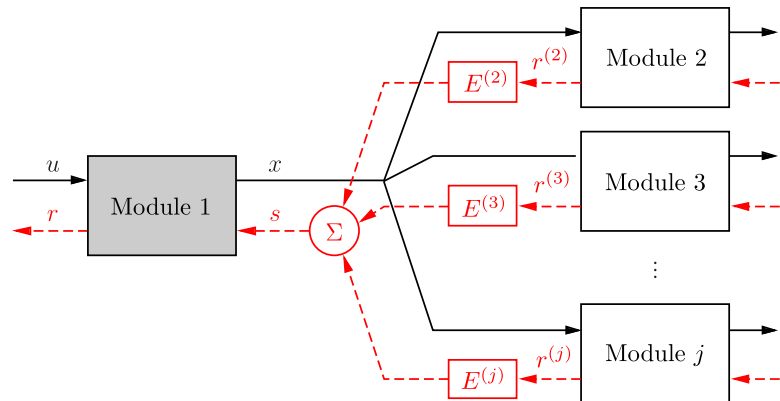 Module 2
r^{(2)}
E^{(2)}
u
x
Module 1
r
s
Σ
Module 3
r^{(3)}
E^{(3)}
⋮
Module j
r^{(j)}
E^{(j)}